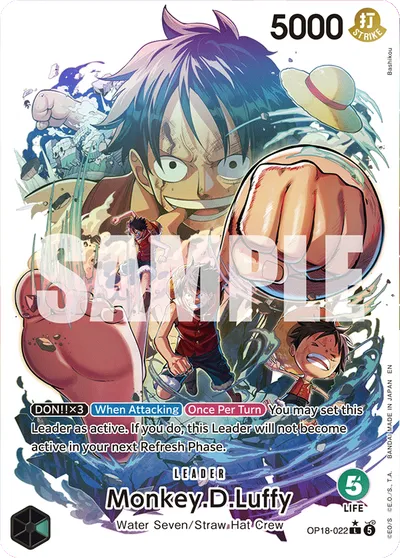 5000
打
STRIKE
Bashikou
SAMPLE
DON!!×3 When Attacking Once Per Turn You may set this
Leader as active. If you do, this Leader will not become
active in your next Refresh Phase.
LEADER
Monkey.D.Luffy
Water Seven/Straw Hat Crew
5
LIFE
OP18-022 ★ L 5
©E.O./S., T.A. BANDAI MADE IN JAPAN EN